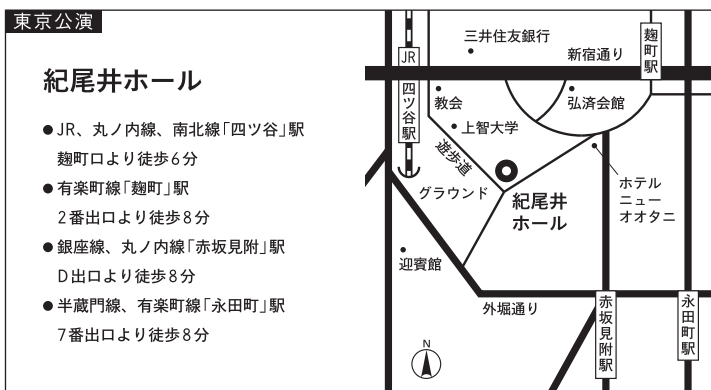 東京公演
紀尾井ホール
●JR、丸ノ内線、南北線「四ツ谷」駅
麹町口より徒歩6分
●有楽町線「麹町」駅
2番出口より徒歩8分
●銀座線、丸ノ内線「赤坂見附」駅
D出口より徒歩8分
●半蔵門線、有楽町線「永田町」駅
7番出口より徒歩8分
三井住友銀行
新宿通り
麹町駅
JR
四ツ谷駅
教会
弘済会館
上智大学
遊歩道
グラウンド
紀尾井
ホール
ホテル
ニュー
オオタニ
迎賓館
外堀通り
赤坂見附駅
永田町駅
N